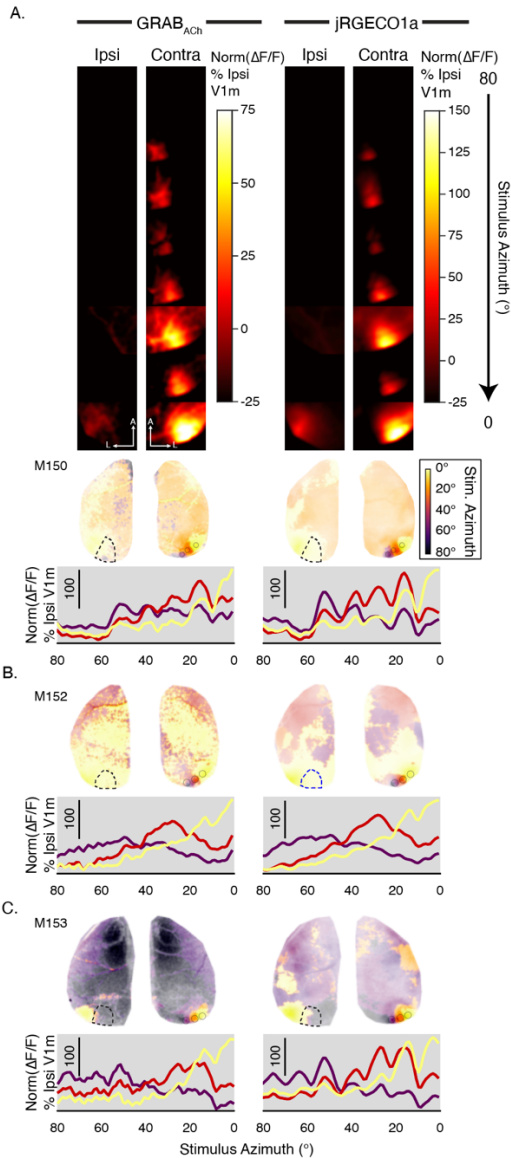 A.
GRABACh
jRGECO1a
Ipsi
Contra
Norm(ΔF/F)
% Ipsi
V1m
75
50
25
0
-25
Ipsi
Contra
Norm(ΔF/F)
% Ipsi
V1m
150
125
100
75
50
25
0
-25
80
Stimulus Azimuth (°)
0
A
L
A
L
M150
0°
20°
40°
60°
80°
Stim. Azimuth
Norm(ΔF/F)
% Ipsi V1m
100
100
80 60 40 20 0
80 60 40 20 0
B.
M152
Norm(ΔF/F)
% Ipsi V1m
100
100
80 60 40 20 0
80 60 40 20 0
C.
M153
Norm(ΔF/F)
% Ipsi V1m
100
100
80 60 40 20 0
80 60 40 20 0
Stimulus Azimuth (°)